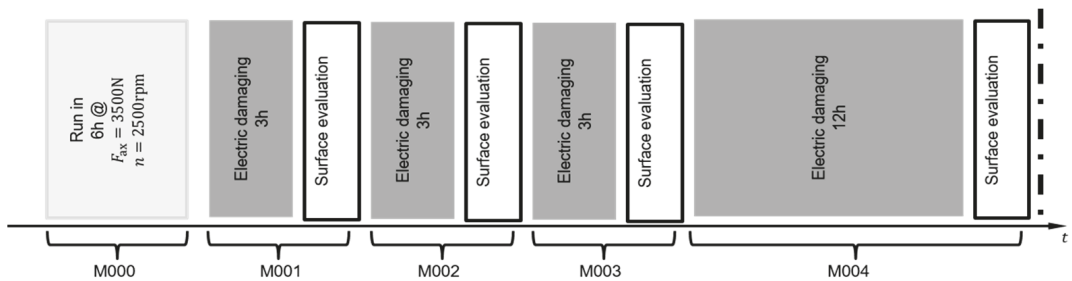 Run in
6h @
Fax = 3500N
n = 2500rpm
Electric damaging
3h
Surface evaluation
Electric damaging
3h
Surface evaluation
Electric damaging
3h
Surface evaluation
Electric damaging
12h
Surface evaluation
t
M000
M001
M002
M003
M004